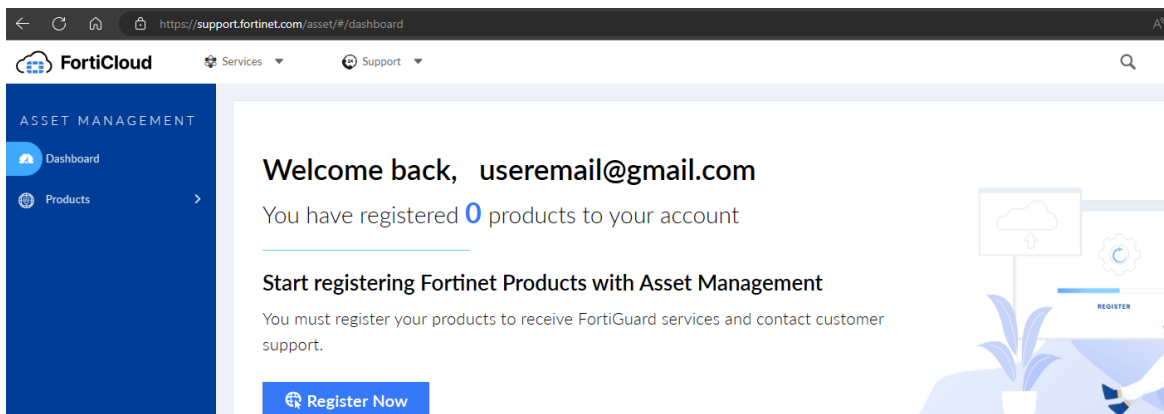 https://support.fortinet.com/asset/#/dashboard
FortiCloud
Services
Support
ASSET MANAGEMENT
Dashboard
Products
Welcome back, useremail@gmail.com
You have registered 0 products to your account
Start registering Fortinet Products with Asset Management
You must register your products to receive FortiGuard services and contact customer
support.
Register Now
REGISTER